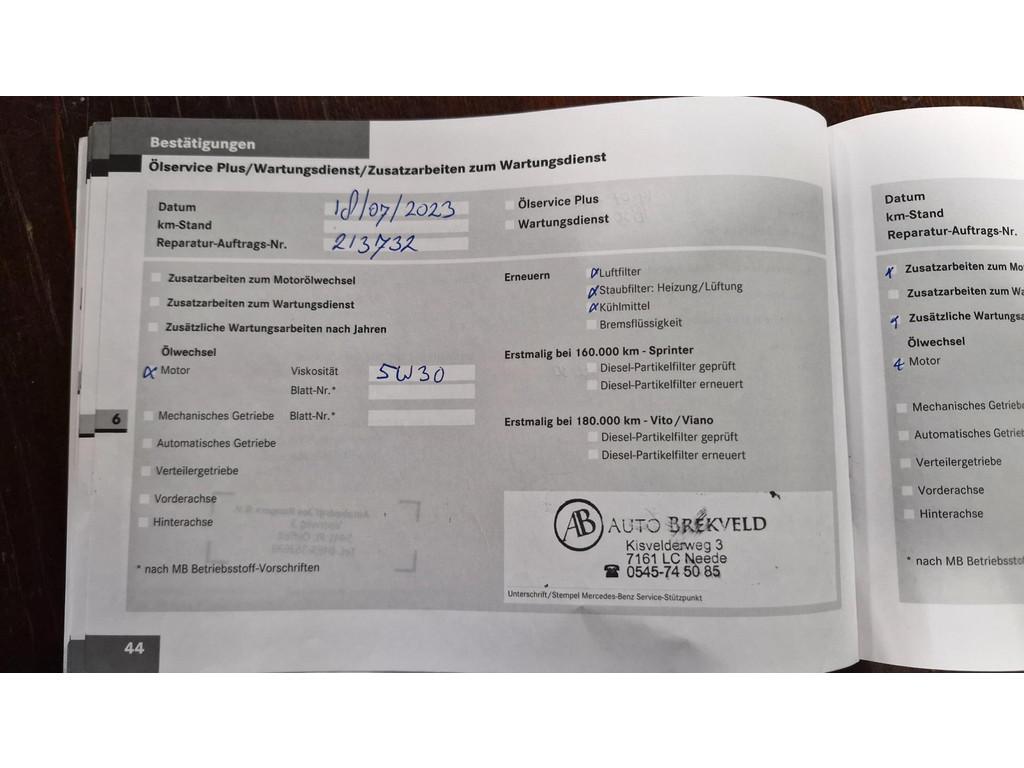 Bestätigungen
Ölservice Plus/Wartungsdienst/Zusatzarbeiten zum Wartungsdienst
Datum 18/07/2023
km-Stand
Reparatur-Auftrags-Nr. 213732
Ölservice Plus
Wartungsdienst
Zusatzarbeiten zum Motorölwechsel
Zusatzarbeiten zum Wartungsdienst
Zusätzliche Wartungsarbeiten nach Jahren
Ölwechsel
Motor Viskosität 5W30
Blatt-Nr.*
Mechanisches Getriebe Blatt-Nr.*
Automatisches Getriebe
Verteilergetriebe
Vorderachse
Hinterachse
* nach MB Betriebsstoff-Vorschriften
Erneuern Luftfilter
Staubfilter: Heizung/Lüftung
Kühlmittel
Bremsflüssigkeit
Erstmalig bei 160.000 km - Sprinter
Diesel-Partikelfilter geprüft
Diesel-Partikelfilter erneuert
Erstmalig bei 180.000 km - Vito/Viano
Diesel-Partikelfilter geprüft
Diesel-Partikelfilter erneuert
AB AUTO BREKVELD
Kisvelderweg 3
7161 LC Neede
☎ 0545-74 50 85
Unterschrift/Stempel Mercedes-Benz Service-Stützpunkt
6
44
Datum
km-Stand
Reparatur-Auftrags-Nr.
Zusatzarbeiten zum Mo
Zusatzarbeiten zum Wa
Zusätzliche Wartungsa
Ölwechsel
Motor
Mechanisches Getriebe
Automatisches Getriebe
Verteilergetriebe
Vorderachse
Hinterachse
* nach MB Betriebsstof